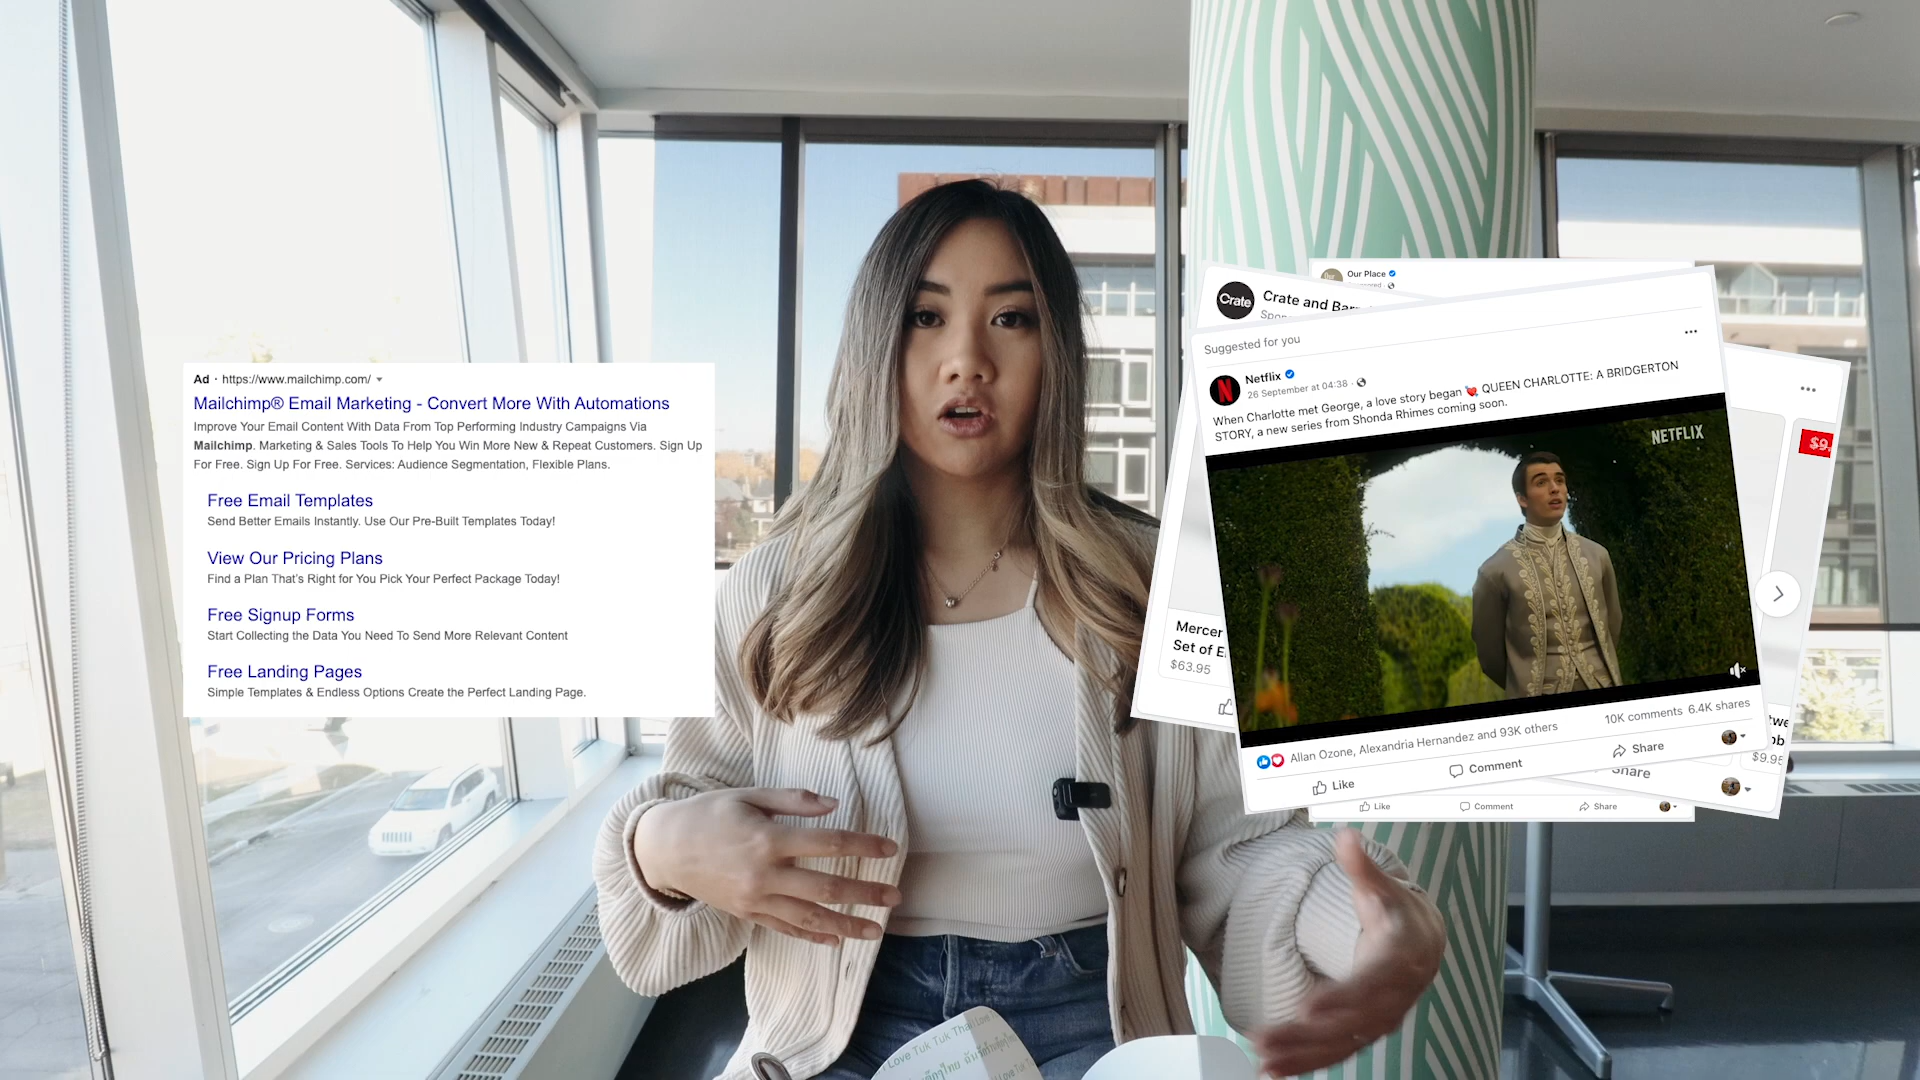 Ad · https://www.mailchimp.com/
Mailchimp® Email Marketing - Convert More With Automations
Improve Your Email Content With Data From Top Performing Industry Campaigns Via
Mailchimp. Marketing & Sales Tools To Help You Win More New & Repeat Customers. Sign Up
For Free. Sign Up For Free. Services: Audience Segmentation, Flexible Plans.
Free Email Templates
Send Better Emails Instantly. Use Our Pre-Built Templates Today!
View Our Pricing Plans
Find a Plan That's Right for You Pick Your Perfect Package Today!
Free Signup Forms
Start Collecting the Data You Need To Send More Relevant Content
Free Landing Pages
Simple Templates & Endless Options Create the Perfect Landing Page.
Our Place
Crate
Crate and
Suggested for you
Netflix
26 September at 04:38
When Charlotte met George, a love story began 💘 QUEEN CHARLOTTE: A BRIDGERTON
STORY, a new series from Shonda Rhimes coming soon.
NETFLIX
Mercer
Set of
$63.95
$9.95
Allan Ozone, Alexandria Hernandez and 93K others
10K comments 6.4K shares
Like Comment Share
Share
Like Comment Share
I Love Tuk Tuk Thai